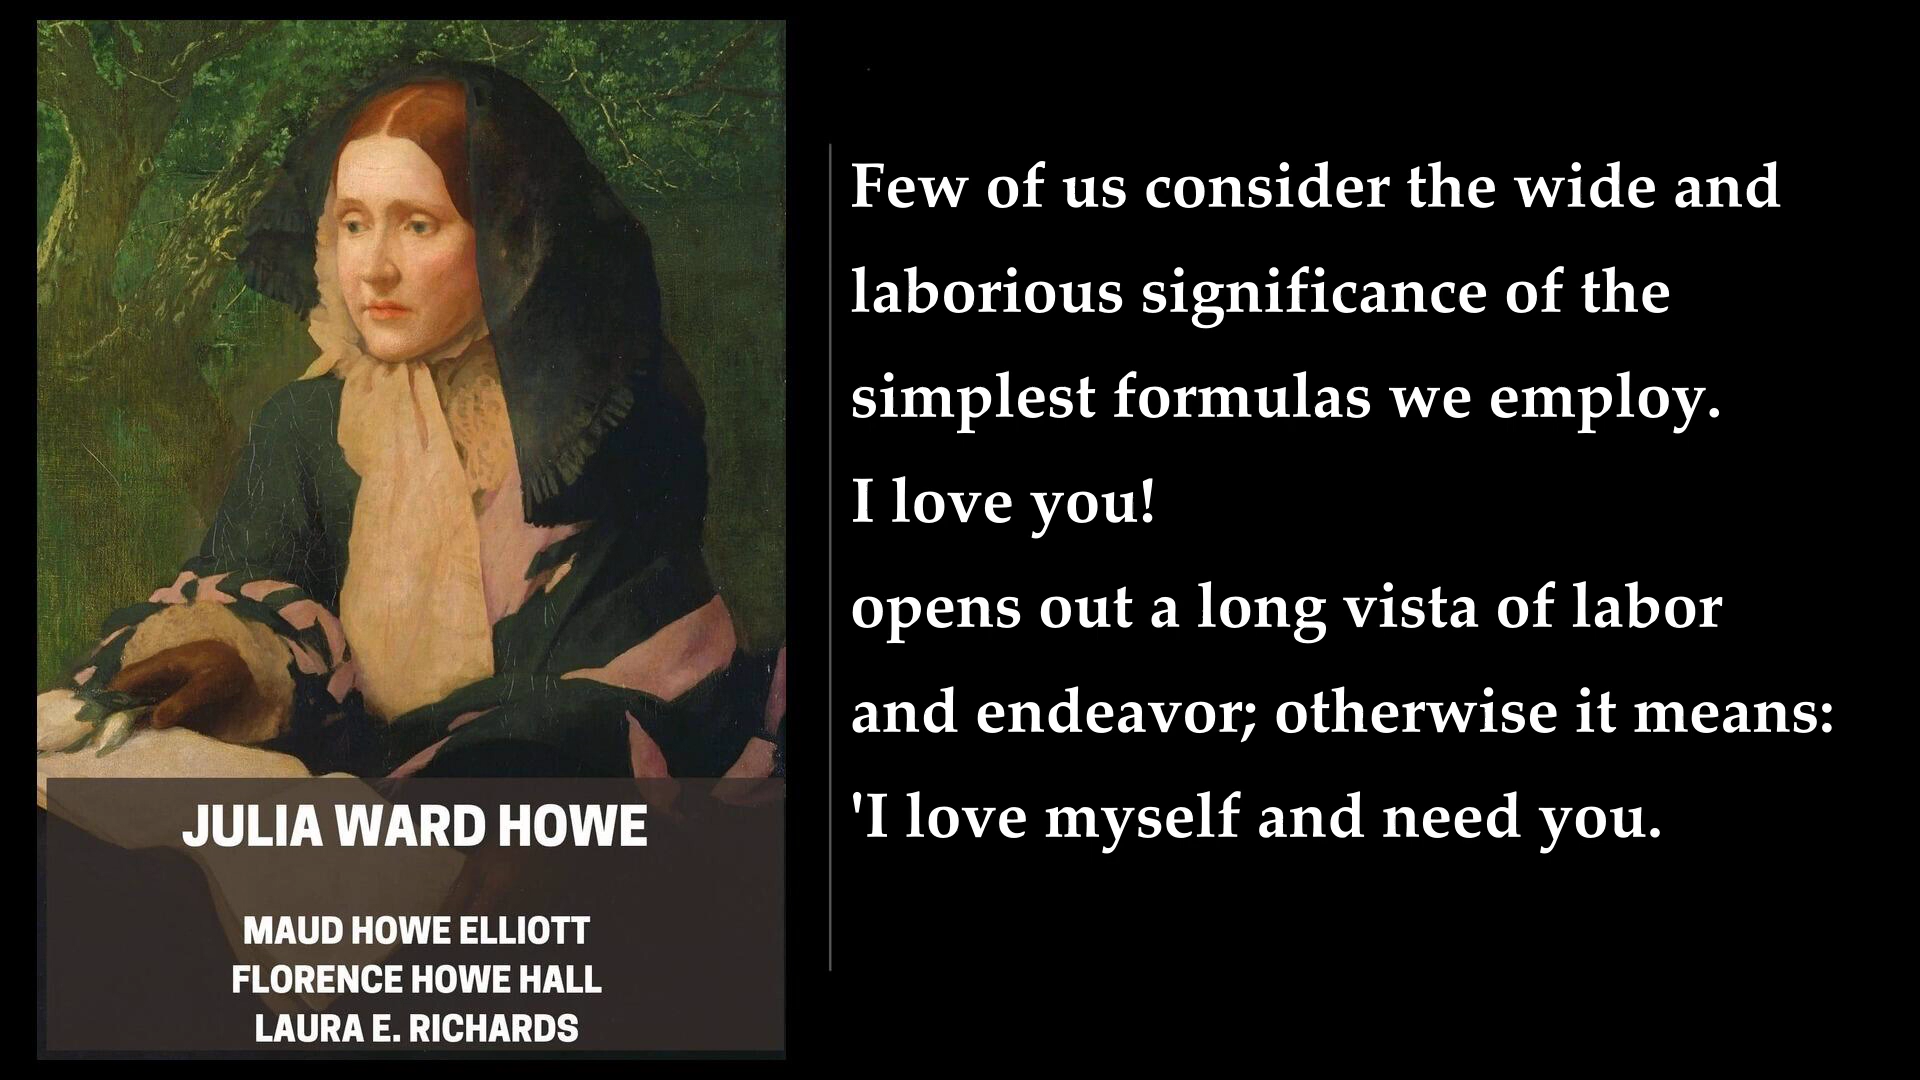 JULIA WARD HOWE
MAUD HOWE ELLIOTT
FLORENCE HOWE HALL
LAURA E. RICHARDS
Few of us consider the wide and
laborious significance of the
simplest formulas we employ.
I love you!
opens out a long vista of labor
and endeavor; otherwise it means:
'I love myself and need you.